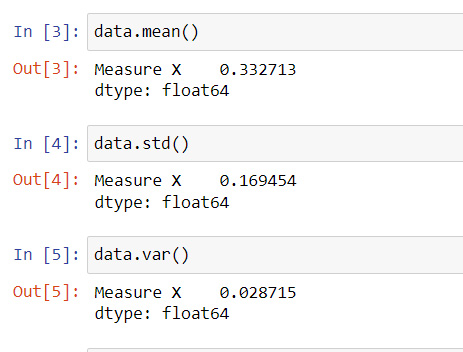 In [3]: data.mean()
Out[3]: Measure X    0.332713
dtype: float64
In [4]: data.std()
Out[4]: Measure X    0.169454
dtype: float64
In [5]: data.var()
Out[5]: Measure X    0.028715
dtype: float64